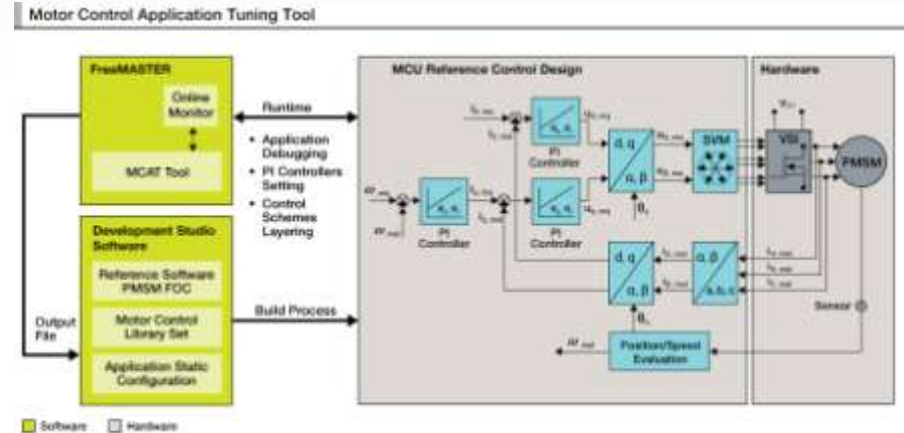 Motor Control Application Tuning Tool
FreeMASTER
Online
Monitor
MCAT Tool
Development Studio
Software
Reference Software
PMSM FOC
Motor Control
Library Set
Application Static
Configuration
Output
File
Runtime
• Application
Debugging
• PI Controllers
Setting
• Control
Schemes
Layering
Build Process
MCU Reference Control Design
PI
Controller
PI
Controller
PI
Controller
d, q
α, β
SVM
d, q
α, β
α, β
a, b, c
Position/Speed
Evaluation
Hardware
VSI
PMSM
Sensor
Software
Hardware